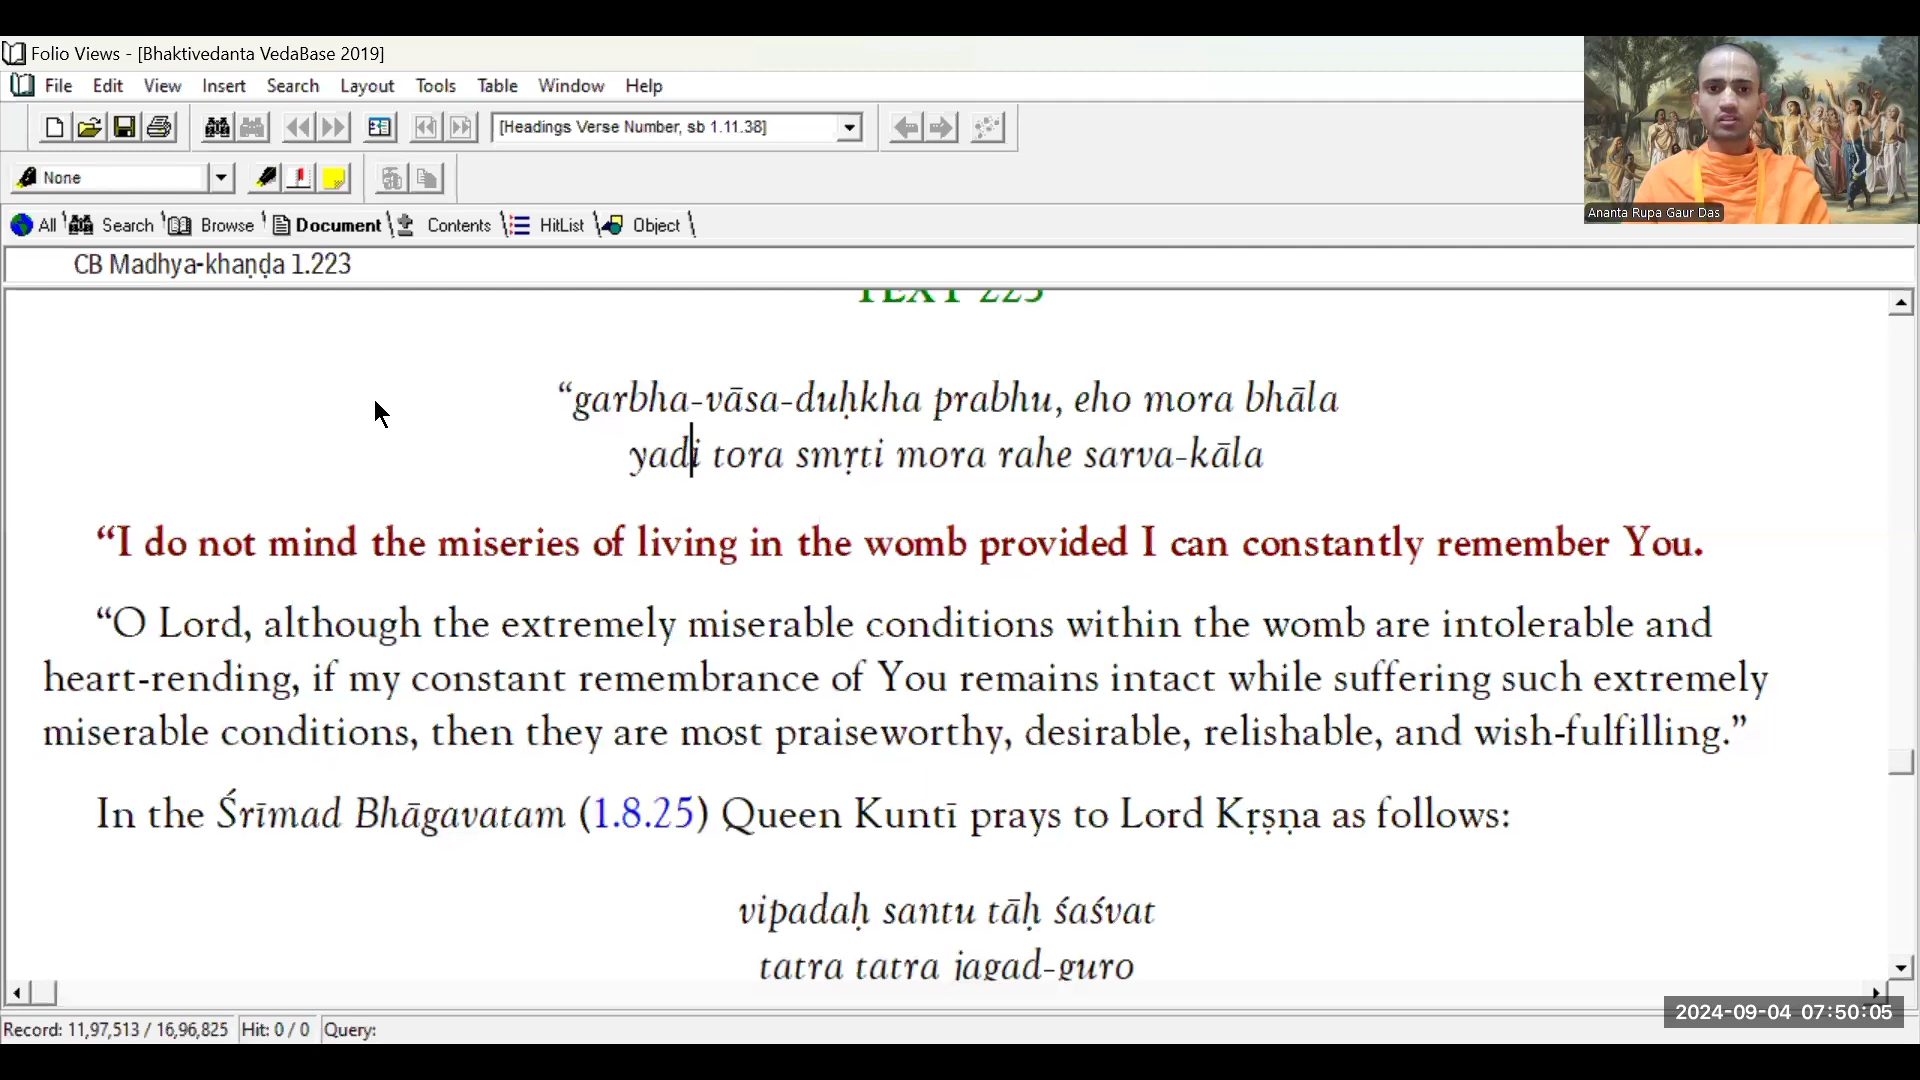 Folio Views - [Bhaktivedanta VedaBase 2019]
File Edit View Insert Search Layout Tools Table Window Help
[Headings Verse Number, sb 1.11.38]
None
All Search Browse Document Contents HitList Object
Ananta Rupa Gaur Das
CB Madhya-khaṇḍa 1.223
TEXT 223
“garbha-vāsa-duḥkha prabhu, eho mora bhāla
yadi tora smṛti mora rahe sarva-kāla
“I do not mind the miseries of living in the womb provided I can constantly remember You.
“O Lord, although the extremely miserable conditions within the womb are intolerable and
heart-rending, if my constant remembrance of You remains intact while suffering such extremely
miserable conditions, then they are most praiseworthy, desirable, relishable, and wish-fulfilling.”
In the Śrīmad Bhāgavatam (1.8.25) Queen Kuntī prays to Lord Kṛṣṇa as follows:
vipadaḥ santu tāḥ śaśvat
tatra tatra jagad-guro
2024-09-04 07:50:05
Record: 11,97,513 / 16,96,825 Hit: 0 / 0 Query: